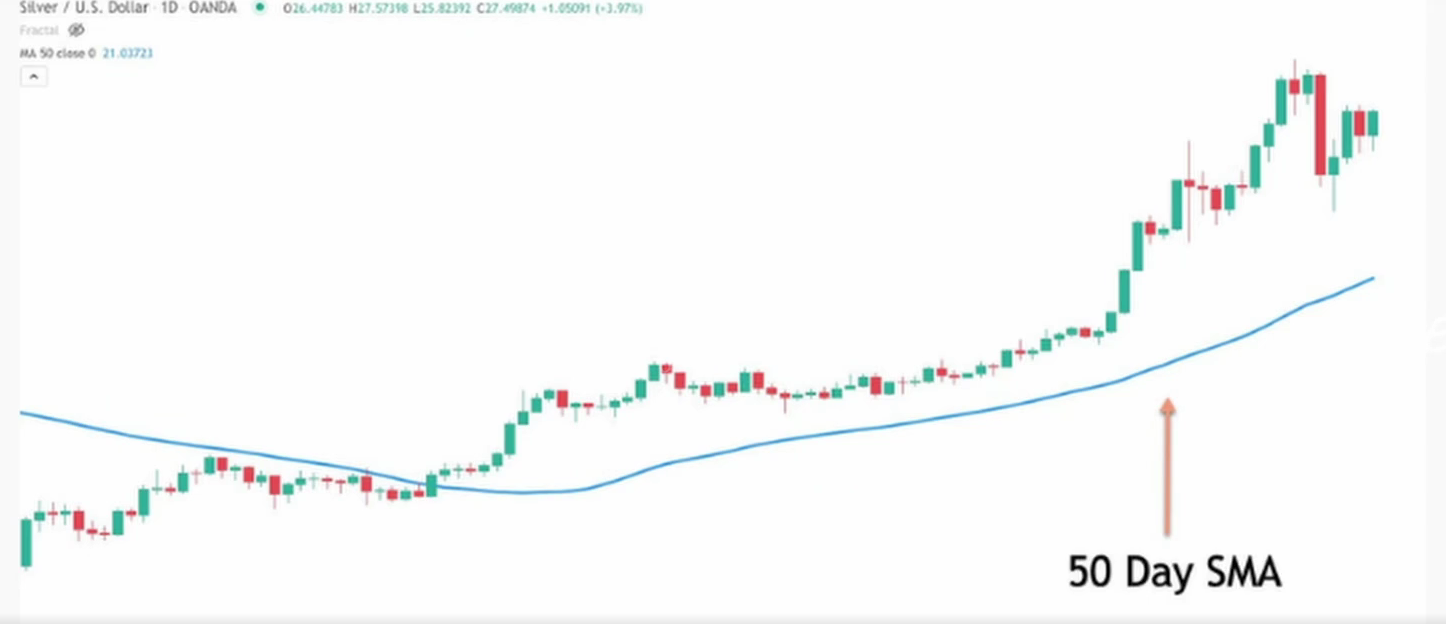 Silver / U.S. Dollar · 1D · OANDA O26.44783 H27.57398 L25.82392 C27.49874 +1.05091 (+3.97%)
Fractal
MA 50 close 0 21.03723
50 Day SMA